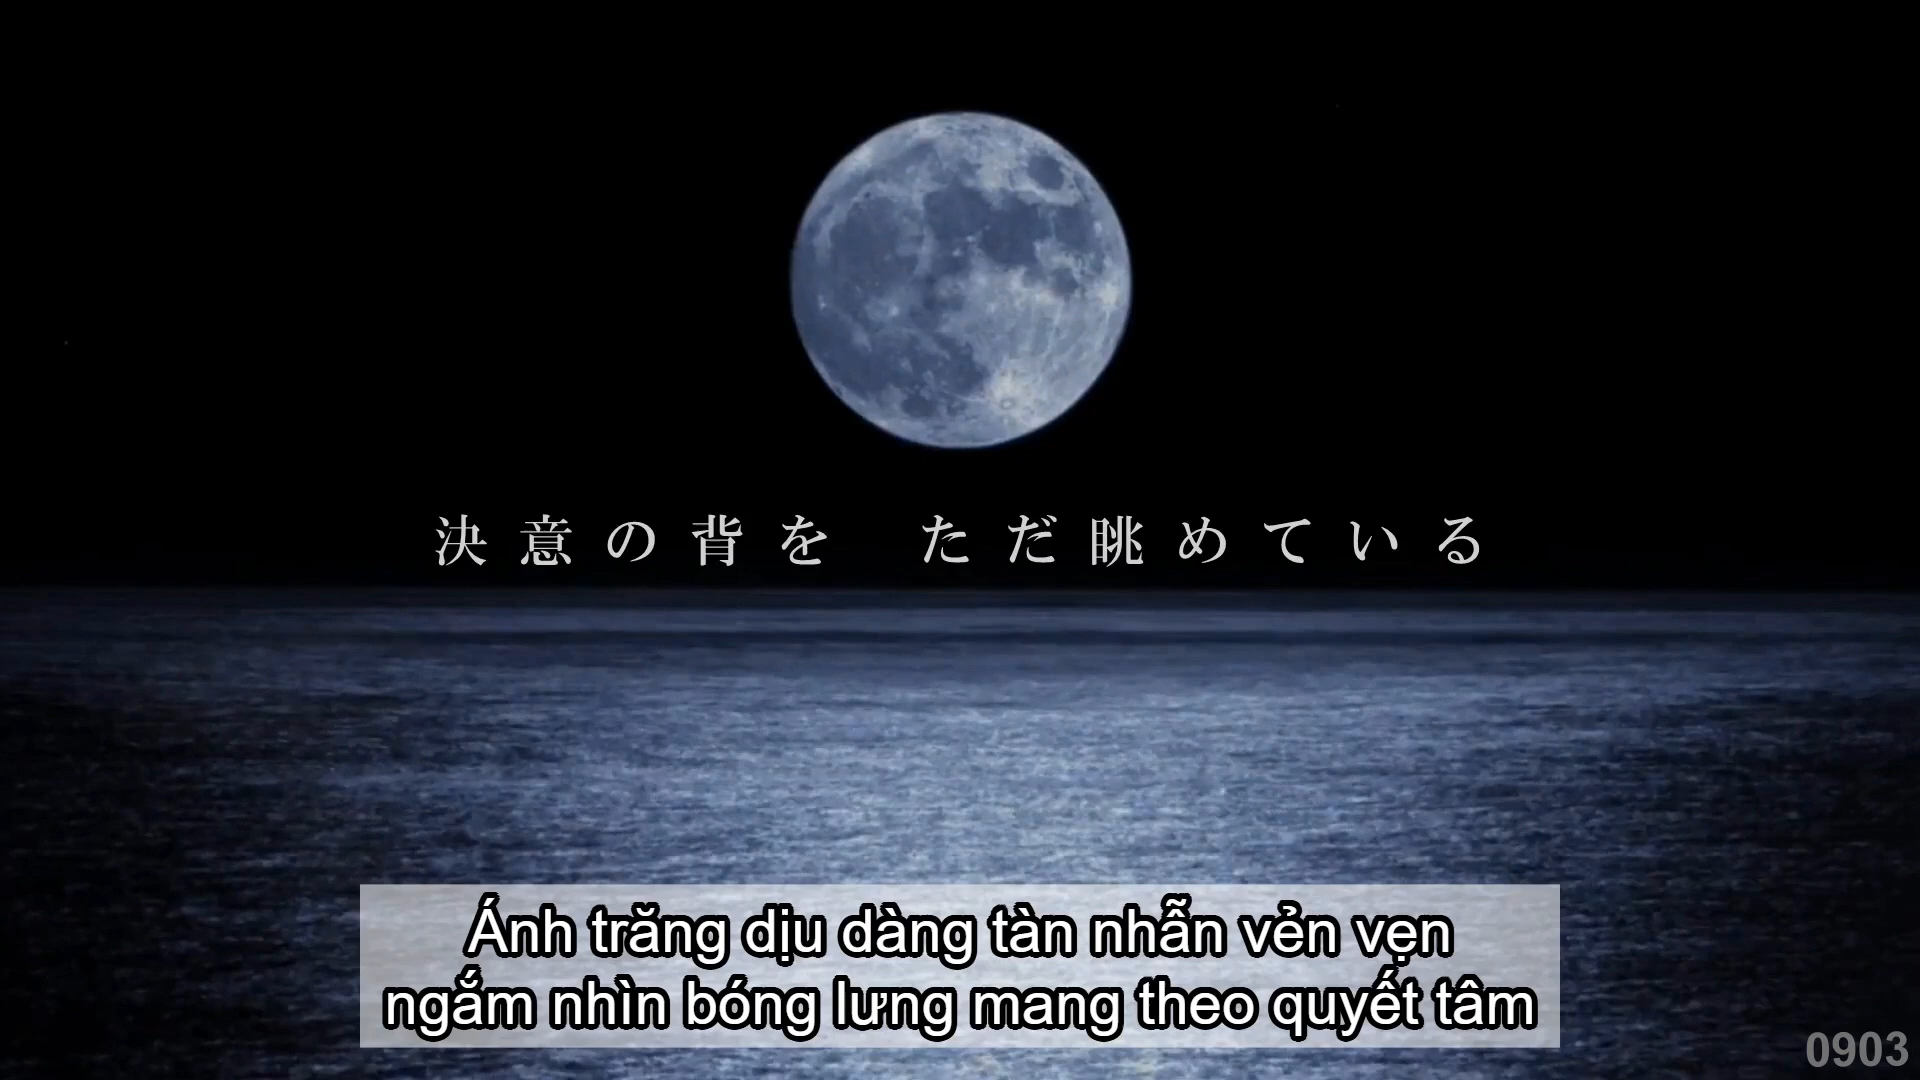 決意の背を ただ眺めている
Ánh trăng dịu dàng tàn nhẫn vẻn vẹn
ngắm nhìn bóng lưng mang theo quyết tâm
0903